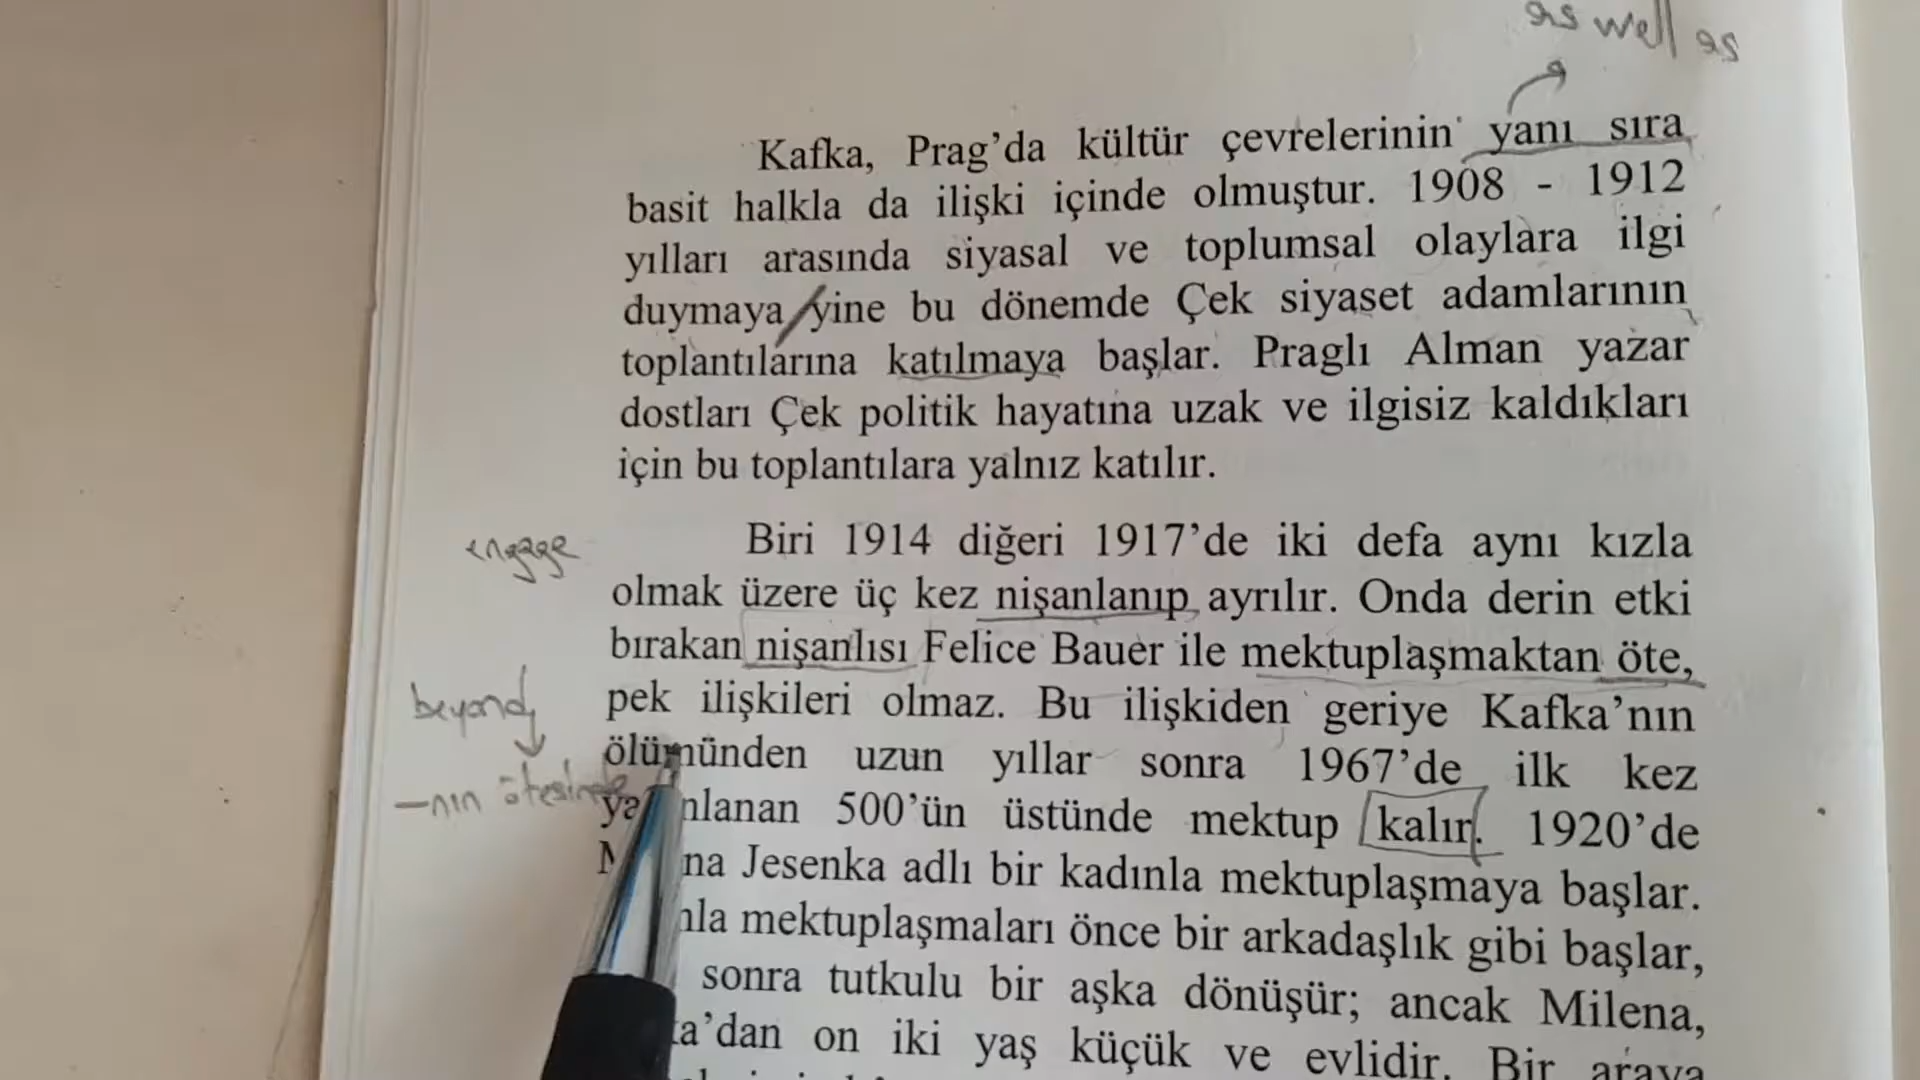 as well as
Kafka, Prag’da kültür çevrelerinin yanı sıra
basit halkla da ilişki içinde olmuştur. 1908 - 1912
yılları arasında siyasal ve toplumsal olaylara ilgi
duymaya / yine bu dönemde Çek siyaset adamlarının
toplantılarına katılmaya başlar. Praglı Alman yazar
dostları Çek politik hayatına uzak ve ilgisiz kaldıkları
için bu toplantılara yalnız katılır.
engage
Biri 1914 diğeri 1917’de iki defa aynı kızla
olmak üzere üç kez nişanlanıp ayrılır. Onda derin etki
bırakan nişanlısı Felice Bauer ile mektuplaşmaktan öte,
beyond
pek ilişkileri olmaz. Bu ilişkiden geriye Kafka’nın
ölümünden uzun yıllar sonra 1967’de ilk kez
—nın ötesinde
500’ün üstünde mektup kalır. 1920’de
Jesenka adlı bir kadınla mektuplaşmaya başlar.
mektuplaşmaları önce bir arkadaşlık gibi başlar,
sonra tutkulu bir aşka dönüşür; ancak Milena,
on iki yaş küçük ve evlidir. Bir araya